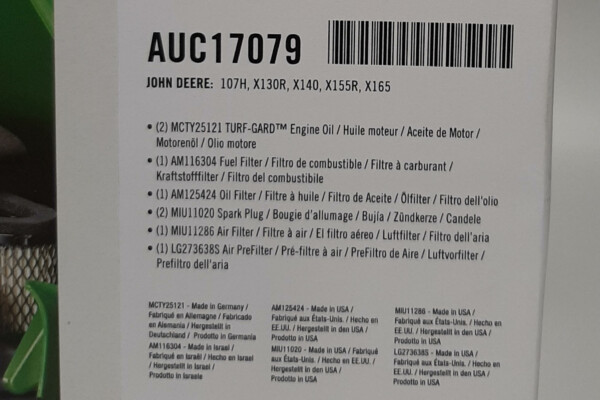 AUC17079
JOHN DEERE: 107H, X130R, X140, X155R, X165
• (2) MCTY25121 TURF-GARD™ Engine Oil / Huile moteur / Aceite de Motor /
Motorenöl / Olio motore
• (1) AM116304 Fuel Filter / Filtro de combustible / Filtre à carburant /
Kraftstofffilter / Filtro del combustibile
• (1) AM125424 Oil Filter / Filtre à huile / Filtro de Aceite / Ölfilter / Filtro dell'olio
• (2) MIU11020 Spark Plug / Bougie d'allumage / Bujía / Zündkerze / Candele
• (1) MIU11286 Air Filter / Filtre à air / El filtro aéreo / Luftfilter / Filtro dell'aria
• (1) LG273638S Air PreFilter / Pré-filtre à air / PreFiltro de Aire / Luftvorfilter /
Prefiltro dell'aria
MCTY25121 - Made in Germany /
Fabriqué en Allemagne / Fabricado
en Alemania / Hergestellt in
Deutschland / Prodotto in Germania
AM116304 - Made in Israel /
Fabriqué en Israël / Hecho en Israel
/ Hergestellt in Israel /
Prodotto in Israele
AM125424 - Made in USA /
Fabriqué aux États-Unis. / Hecho en
EE.UU. / Hergestellt in den USA /
Prodotto in USA
MIU11020 - Made in USA / Fabriqué
aux États-Unis. / Hecho en EE.UU. /
Hergestellt in den USA /
Prodotto in USA
MIU11286 - Made in USA /
Fabriqué aux États-Unis. / Hecho en
EE.UU. / Hergestellt in den USA /
Prodotto in USA
LG273638S - Made in USA /
Fabriqué aux États-Unis. / Hecho en
EE.UU. / Hergestellt in den USA /
Prodotto in USA